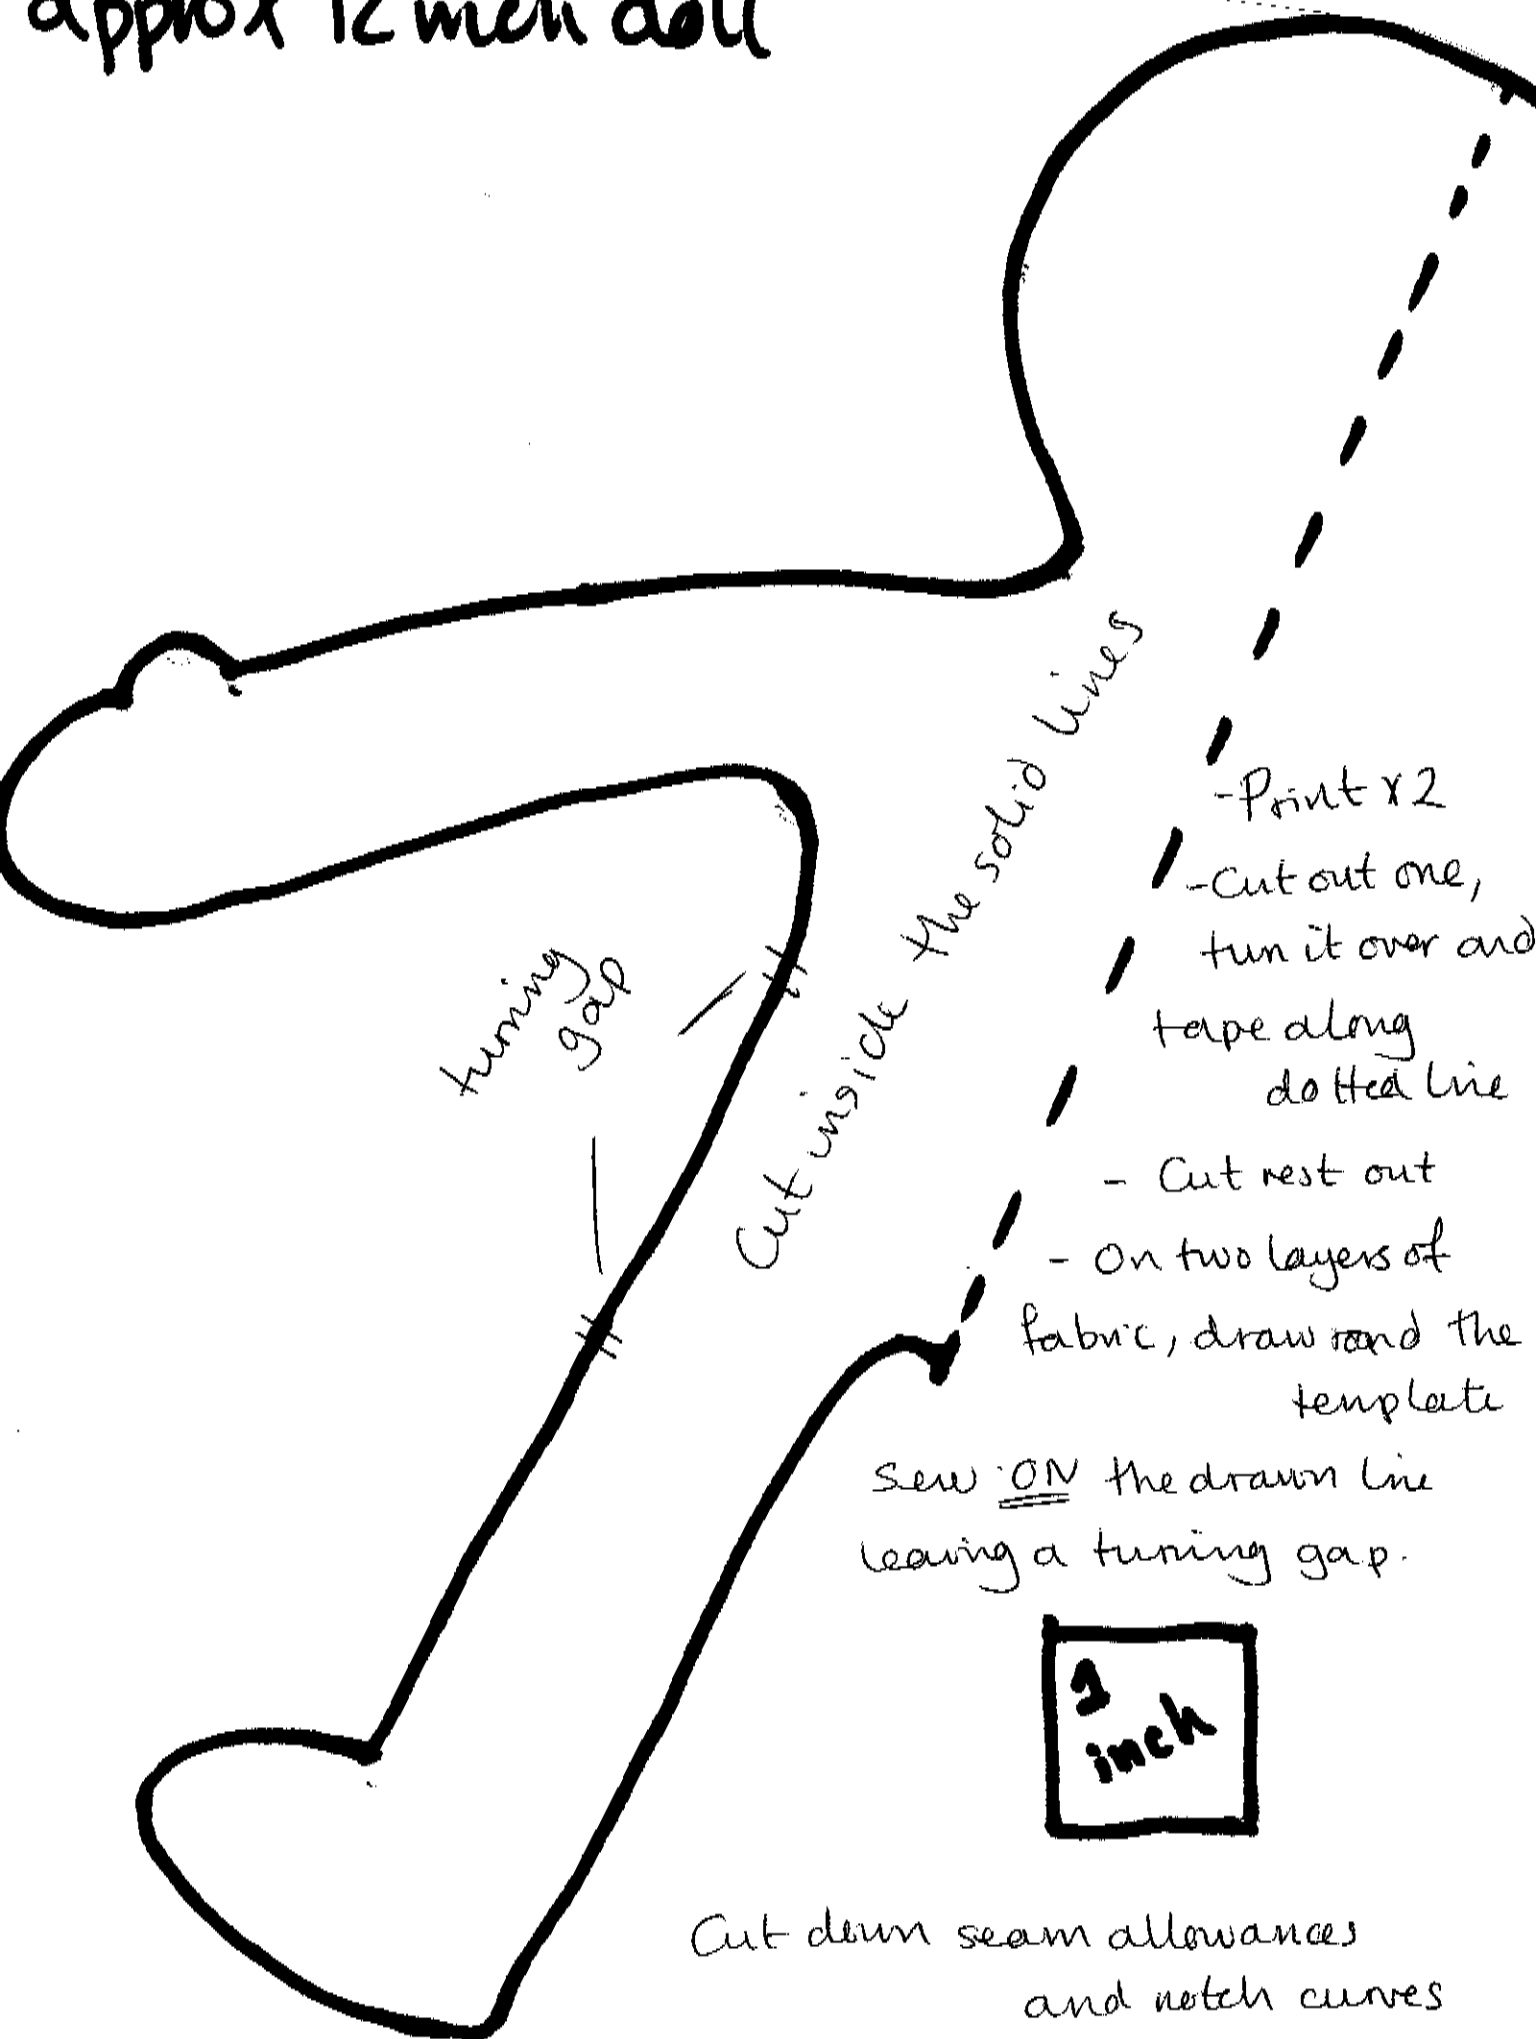 approx 12 inch doll
Cut inside the solid lines
turning
gap
-Print x2
-Cut out one,
turn it over and
tape along
dotted line
- Cut rest out
- On two layers of
fabric, draw round the
template
Sew ON the drawn line
leaving a turning gap.
1
inch
Cut down seam allowances
and notch curves